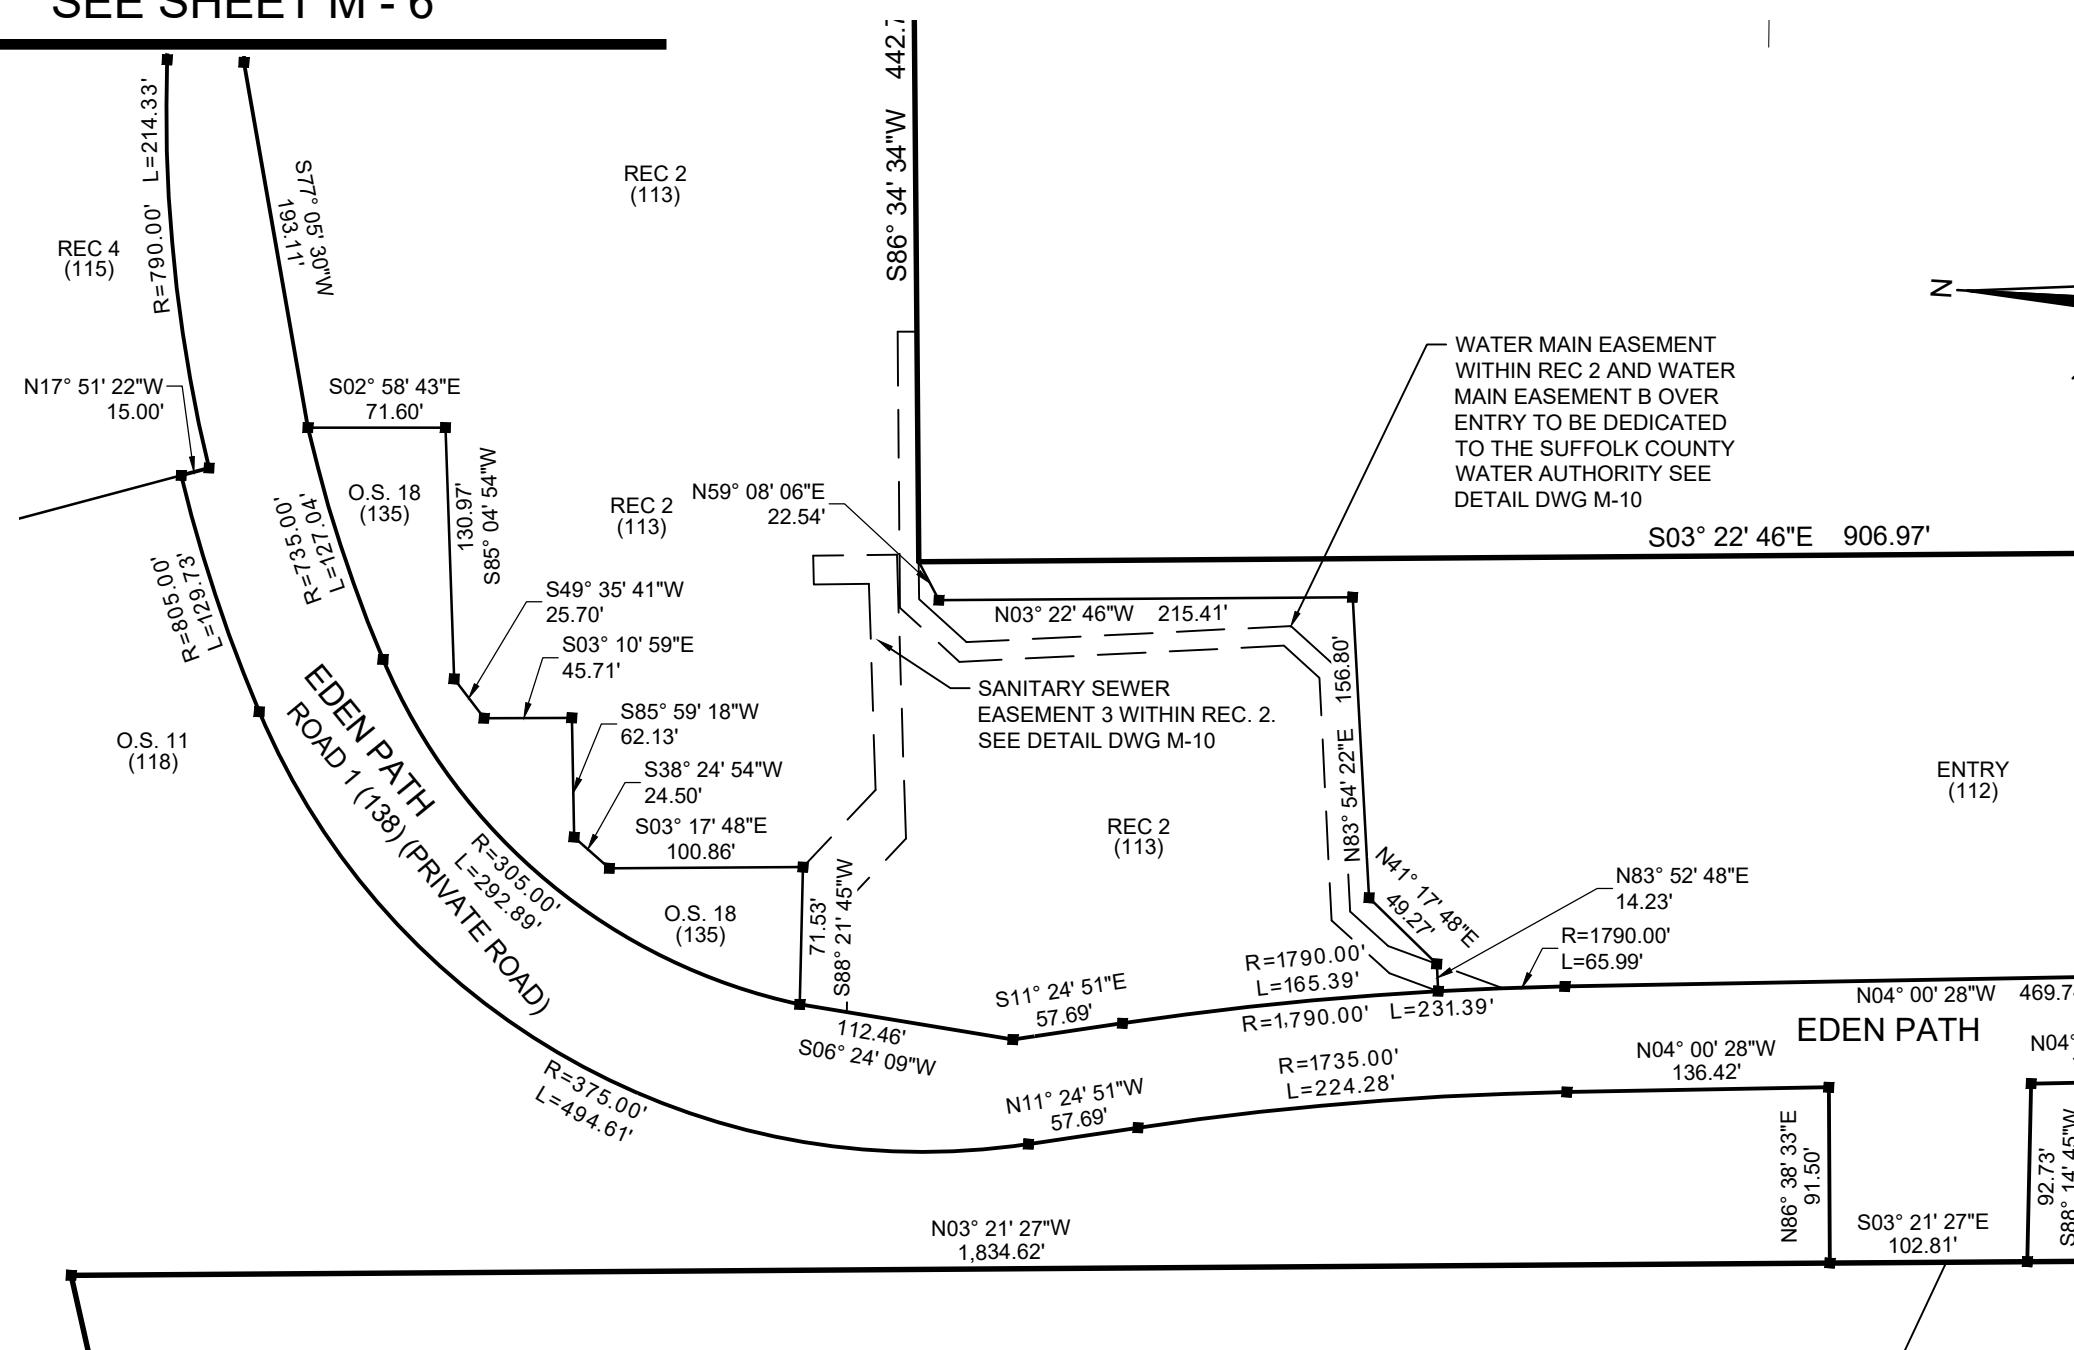 SEE SHEET M - 6
R=790.00' L=214.33'
S77° 05' 30"W
193.11'
REC 2
(113)
S86° 34' 34"W 442.7
REC 4
(115)
N
N17° 51' 22"W
15.00'
S02° 58' 43"E
71.60'
WATER MAIN EASEMENT
WITHIN REC 2 AND WATER
MAIN EASEMENT B OVER
ENTRY TO BE DEDICATED
TO THE SUFFOLK COUNTY
WATER AUTHORITY SEE
DETAIL DWG M-10
O.S. 18
(135)
130.97'
S85° 04' 54"W
REC 2
(113)
N59° 08' 06"E
22.54'
S03° 22' 46"E 906.97'
R=735.00'
L=127.04'
R=805.00'
L=129.73'
S49° 35' 41"W
25.70'
N03° 22' 46"W 215.41'
S03° 10' 59"E
45.71'
SANITARY SEWER
EASEMENT 3 WITHIN REC. 2.
SEE DETAIL DWG M-10
N83° 54' 22"E 156.80'
S85° 59' 18"W
62.13'
O.S. 11
(118)
EDEN PATH
ROAD 1 (138) (PRIVATE ROAD)
S38° 24' 54"W
24.50'
ENTRY
(112)
S03° 17' 48"E
100.86'
REC 2
(113)
R=305.00'
L=292.89'
N41° 17' 48"E
49.27'
N83° 52' 48"E
14.23'
O.S. 18
(135)
71.53'
S88° 21' 45"W
R=1790.00'
L=65.99'
R=1790.00'
L=165.39'
S11° 24' 51"E
57.69'
R=1,790.00' L=231.39'
N04° 00' 28"W 469.7
EDEN PATH
112.46'
S06° 24' 09"W
N04° 00' 28"W
136.42'
N04°
R=1735.00'
L=224.28'
R=375.00'
L=494.61'
N11° 24' 51"W
57.69'
N86° 38' 33"E
91.50'
92.73'
S88° 14' 45"W
N03° 21' 27"W
1,834.62'
S03° 21' 27"E
102.81'